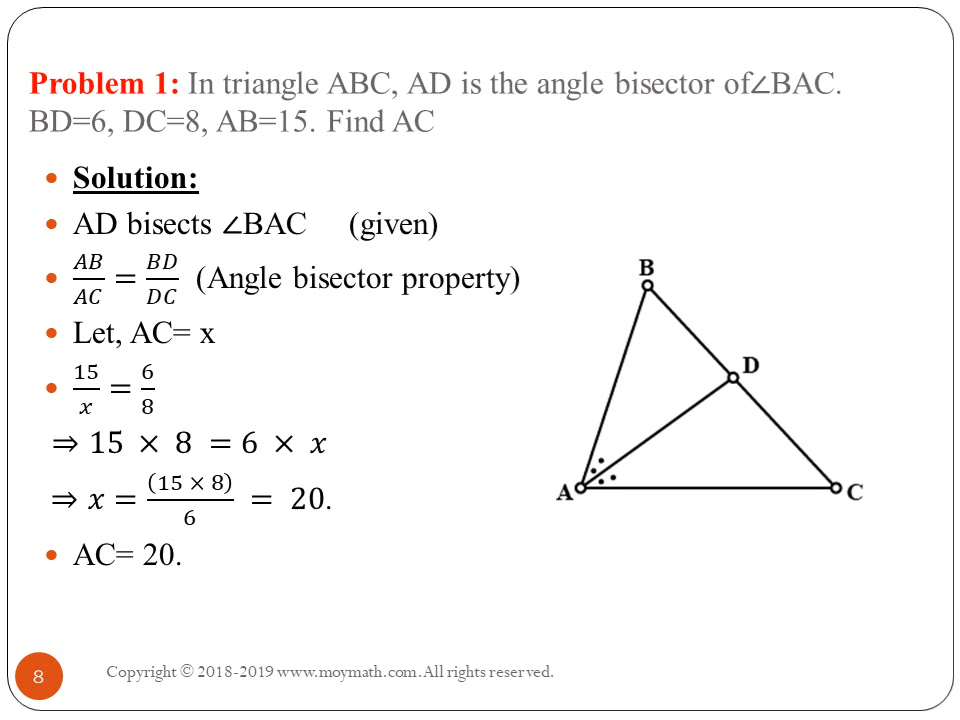 Problem 1: In triangle ABC, AD is the angle bisector of∠BAC.
BD=6, DC=8, AB=15. Find AC
Solution:
AD bisects ∠BAC (given)
𝐴𝐵/𝐴𝐶 = 𝐵𝐷/𝐷𝐶 (Angle bisector property)
Let, AC= x
15/𝑥 = 6/8
⇒15 × 8 = 6 × 𝑥
⇒ 𝑥 = (15 × 8)/6 = 20.
AC= 20.
B
D
A
C
8
Copyright © 2018-2019 www.moymath.com. All rights reserved.